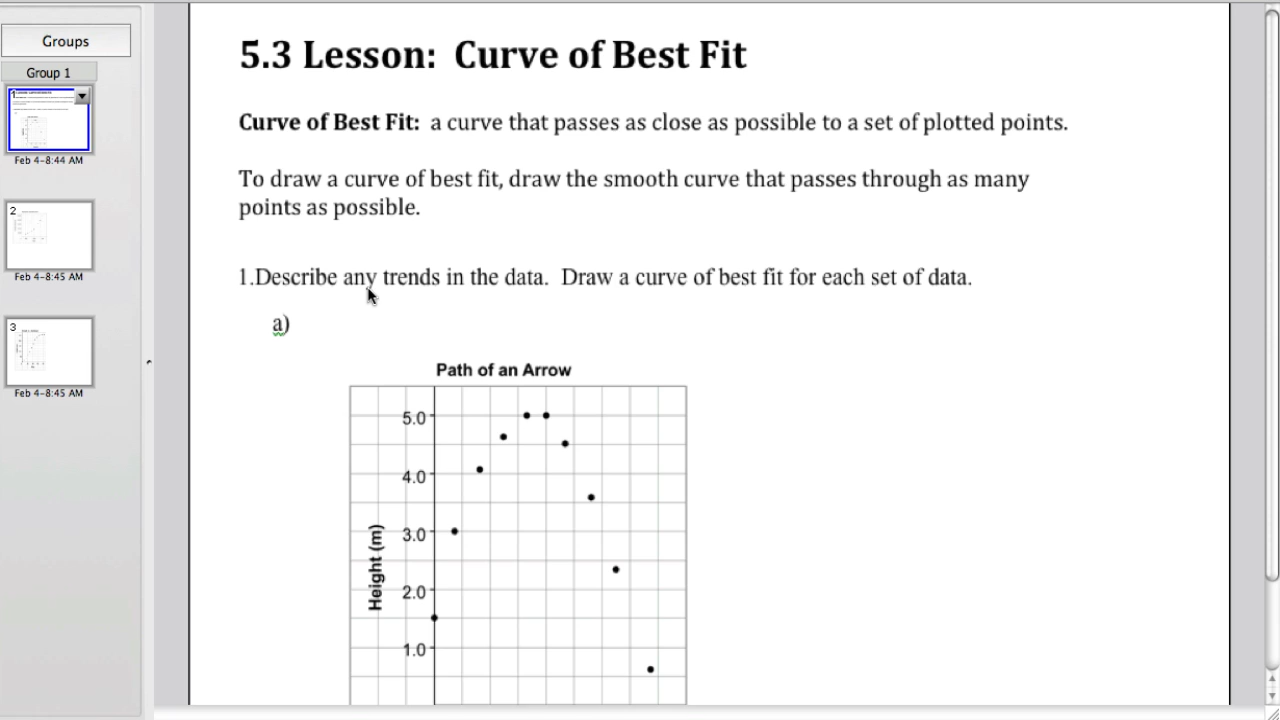 Groups
Group 1
1
Feb 4-8:44 AM
2
Feb 4-8:45 AM
3
Feb 4-8:45 AM
5.3 Lesson: Curve of Best Fit
Curve of Best Fit: a curve that passes as close as possible to a set of plotted points.
To draw a curve of best fit, draw the smooth curve that passes through as many
points as possible.
1.Describe any trends in the data. Draw a curve of best fit for each set of data.
a)
Path of an Arrow
5.0
4.0
3.0
2.0
1.0
Height (m)